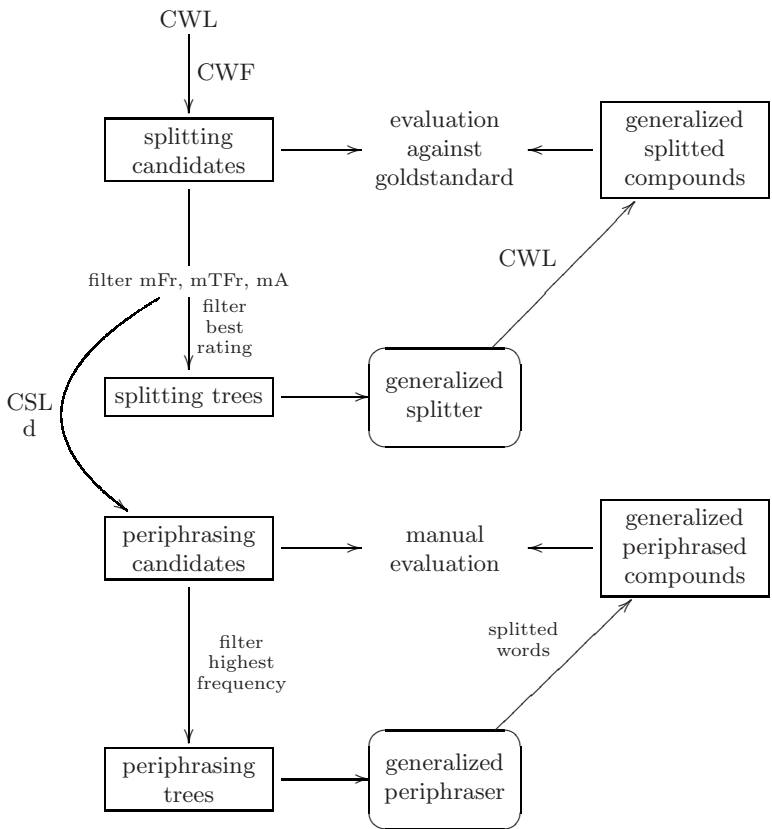 CWL
CWF
splitting
candidates
evaluation
against
goldstandard
generalized
splitted
compounds
CWL
filter mFr, mTFr, mA
filter
best
rating
splitting trees
generalized
splitter
CSL
d
periphrasing
candidates
manual
evaluation
generalized
periphrased
compounds
filter
highest
frequency
splitted
words
periphrasing
trees
generalized
periphraser